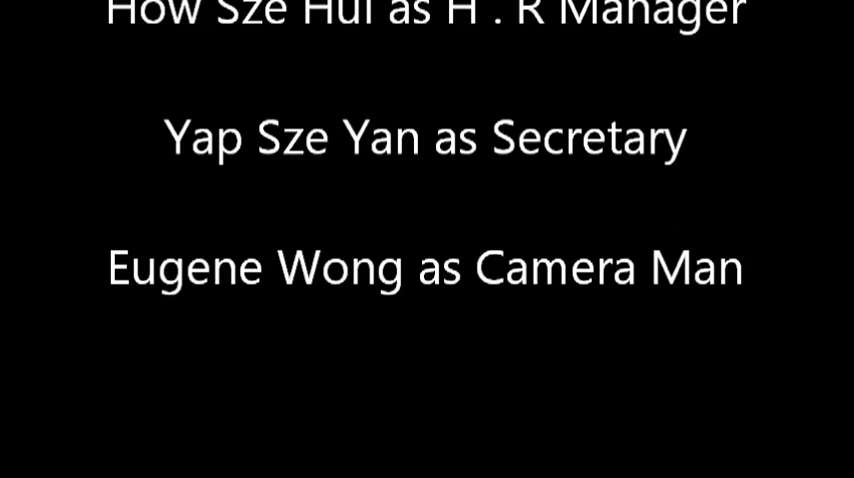 How Sze Hui as H . R Manager
Yap Sze Yan as Secretary
Eugene Wong as Camera Man